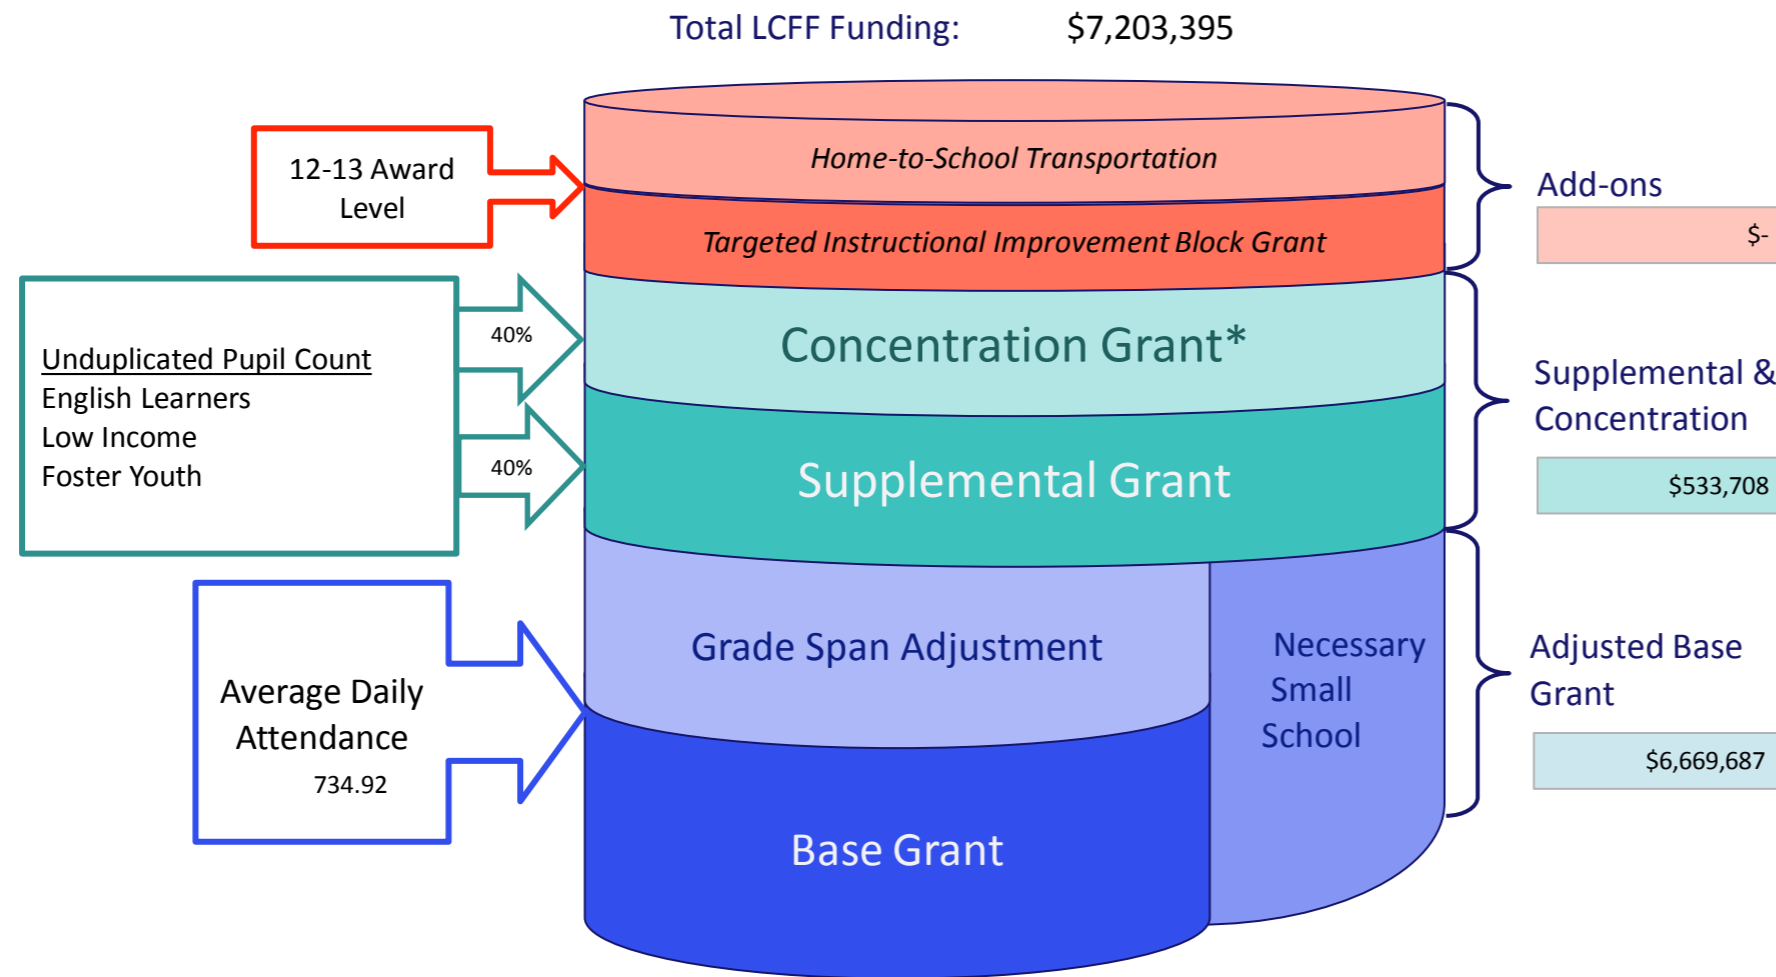 Total LCFF Funding: $7,203,395
12-13 Award
Level
Home-to-School Transportation
Targeted Instructional Improvement Block Grant
Add-ons
$-
Unduplicated Pupil Count
English Learners
Low Income
Foster Youth
40%
40%
Concentration Grant*
Supplemental Grant
Supplemental &
Concentration
$533,708
Average Daily
Attendance
734.92
Grade Span Adjustment
Base Grant
Necessary
Small
School
Adjusted Base
Grant
$6,669,687